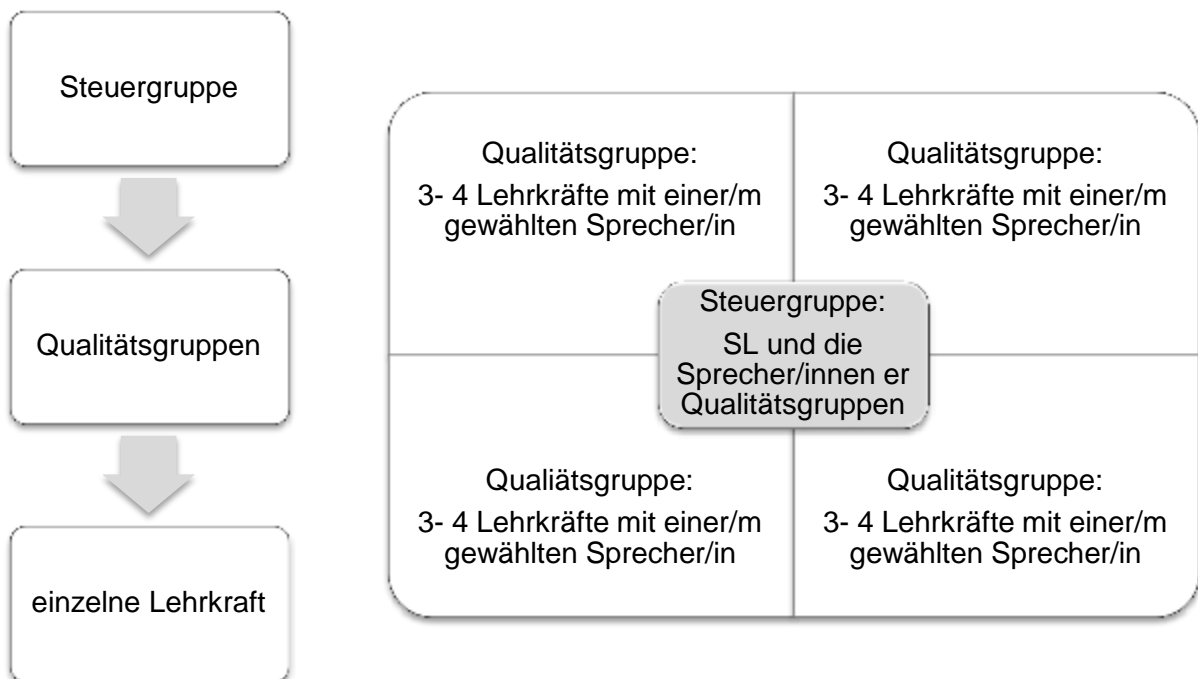 Steuergruppe
Qualitätsgruppen
einzelne Lehrkraft
Qualitätsgruppe:
3- 4 Lehrkräfte mit einer/m
gewählten Sprecher/in
Qualitätsgruppe:
3- 4 Lehrkräfte mit einer/m
gewählten Sprecher/in
Steuergruppe:
SL und die
Sprecher/innen er
Qualitätsgruppen
Qualiätsgruppe:
3- 4 Lehrkräfte mit einer/m
gewählten Sprecher/in
Qualitätsgruppe:
3- 4 Lehrkräfte mit einer/m
gewählten Sprecher/in